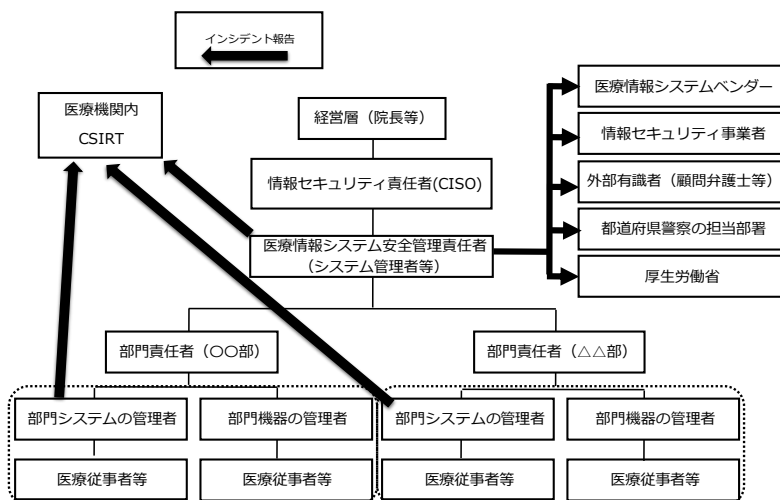 インシデント報告
医療機関内
CSIRT
経営層（院長等）
情報セキュリティ責任者(CISO)
医療情報システム安全管理責任者
（システム管理者等）
医療情報システムベンダー
情報セキュリティ事業者
外部有識者（顧問弁護士等）
都道府県警察の担当部署
厚生労働省
部門責任者（〇〇部）
部門責任者（△△部）
部門システムの管理者
部門機器の管理者
部門システムの管理者
部門機器の管理者
医療従事者等
医療従事者等
医療従事者等
医療従事者等